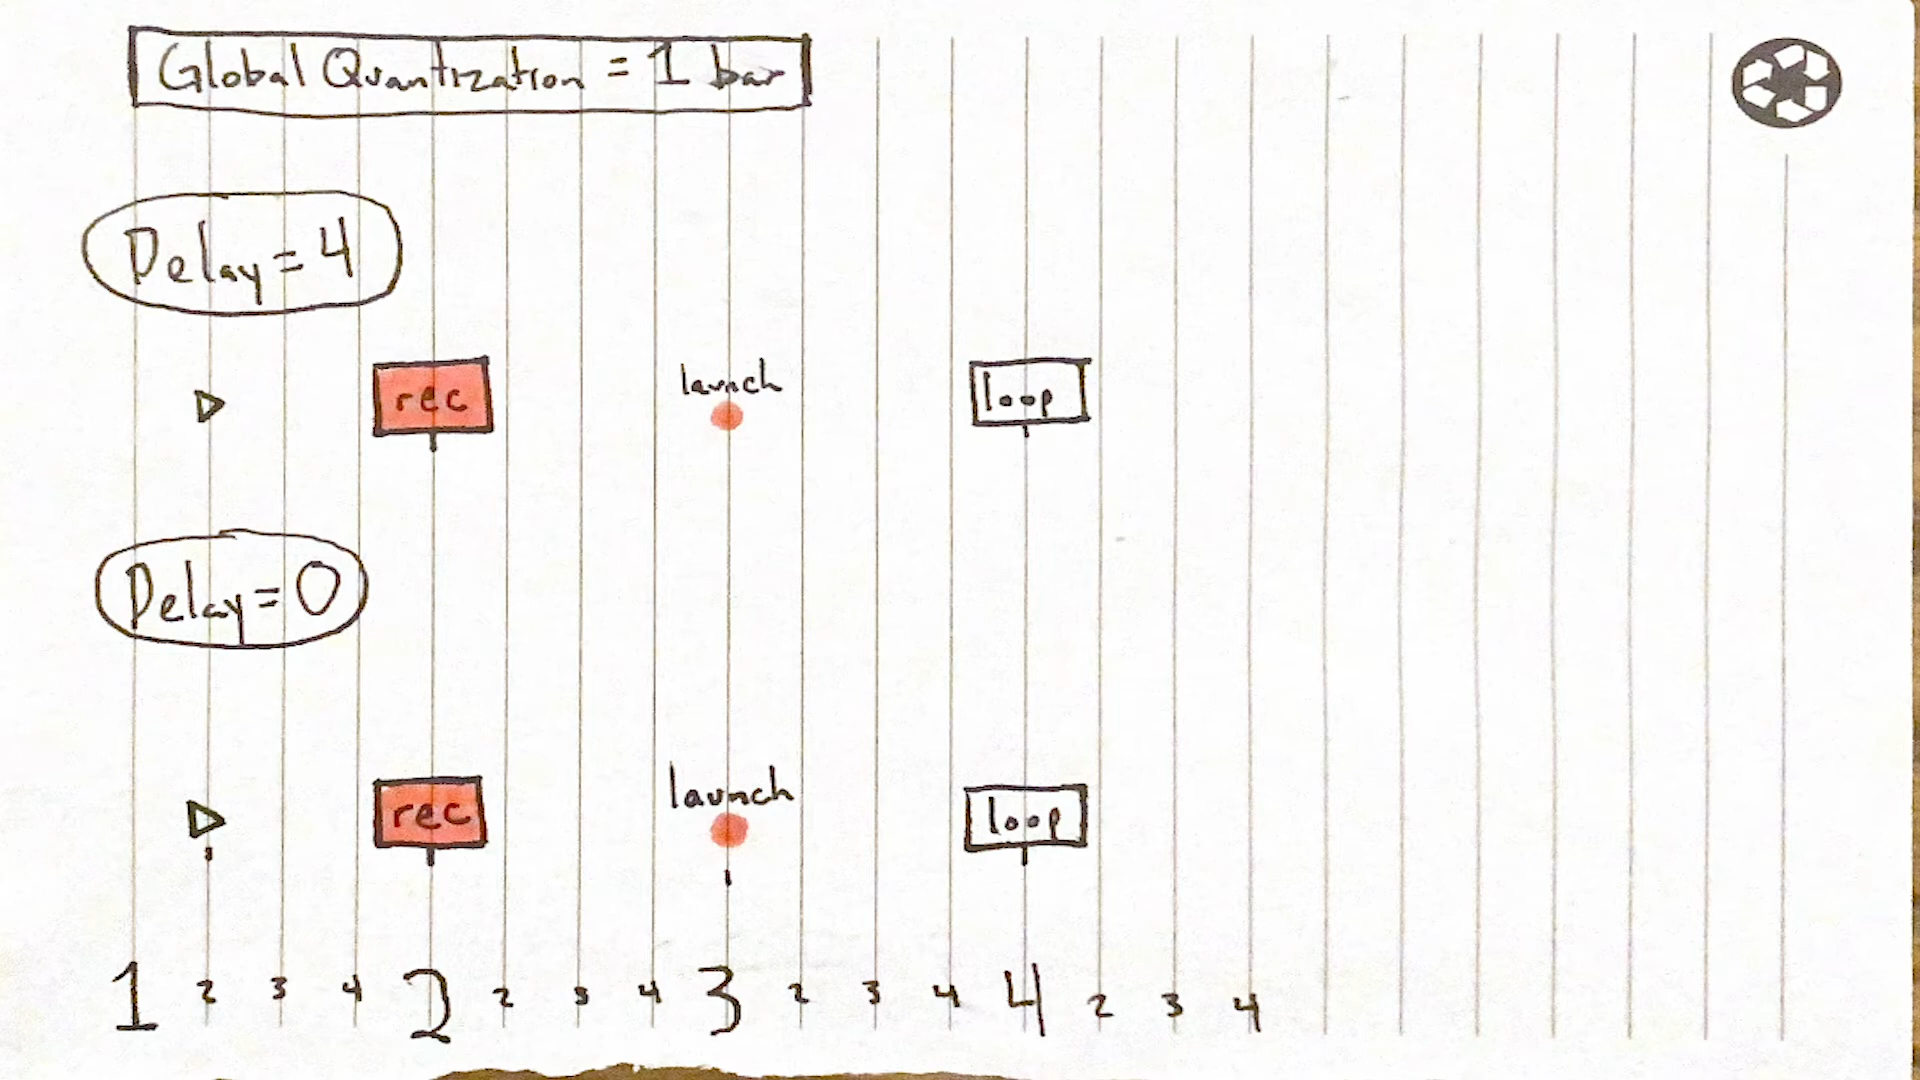 Global Quantization = 1 bar
Delay = 4
rec
launch
loop
Delay = 0
rec
launch
loop
1 2 3 4 2 2 3 4 3 2 3 4 4 2 3 4